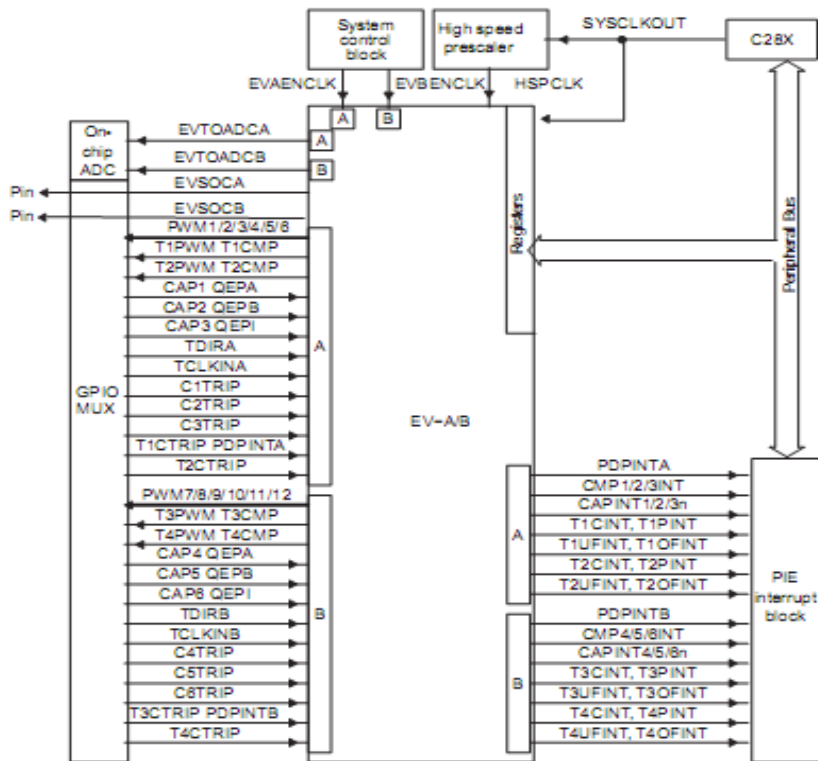 System
control
block
High speed
prescaler
SYSCLKOUT
C28X
EVAENCLK
EVBENCLK
HSPCLK
A
B
On-
chip
ADC
EVTOADCA
A
EVTOADCB
B
Pin
EVSOCA
Pin
EVSOCB
PWM1/2/3/4/5/6
T1PWM T1CMP
T2PWM T2CMP
CAP1 QEPA
CAP2 QEPB
CAP3 QEPI
TDIRA
TCLKINA
C1TRIP
C2TRIP
C3TRIP
T1CTRIP PDPINTA
T2CTRIP
A
GPIO
MUX
PWM7/8/9/10/11/12
T3PWM T3CMP
T4PWM T4CMP
CAP4 QEPA
CAP5 QEPB
CAP6 QEPI
TDIRB
TCLKINB
C4TRIP
C5TRIP
C6TRIP
T3CTRIP PDPINTB
T4CTRIP
B
EV-A/B
Registers
Peripheral Bus
A
PDPINTA
CMP1/2/3INT
CAPINT1/2/3n
T1CINT, T1PINT
T1UFINT, T1OFINT
T2CINT, T2PINT
T2UFINT, T2OFINT
B
PDPINTB
CMP4/5/6INT
CAPINT4/5/6n
T3CINT, T3PINT
T3UFINT, T3OFINT
T4CINT, T4PINT
T4UFINT, T4OFINT
PIE
interrupt
block